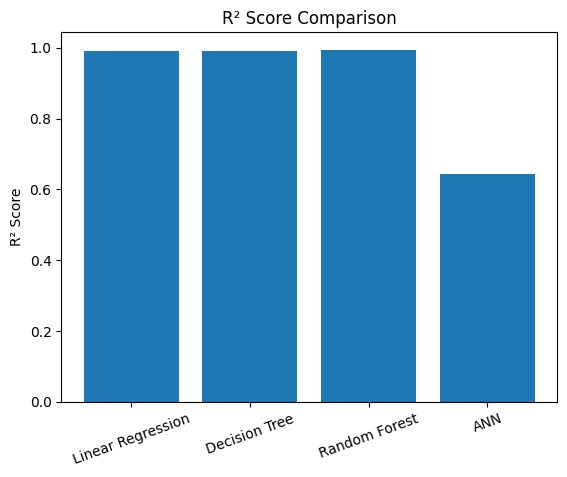 R² Score Comparison
R² Score
1.0
0.8
0.6
0.4
0.2
0.0
Linear Regression
Decision Tree
Random Forest
ANN